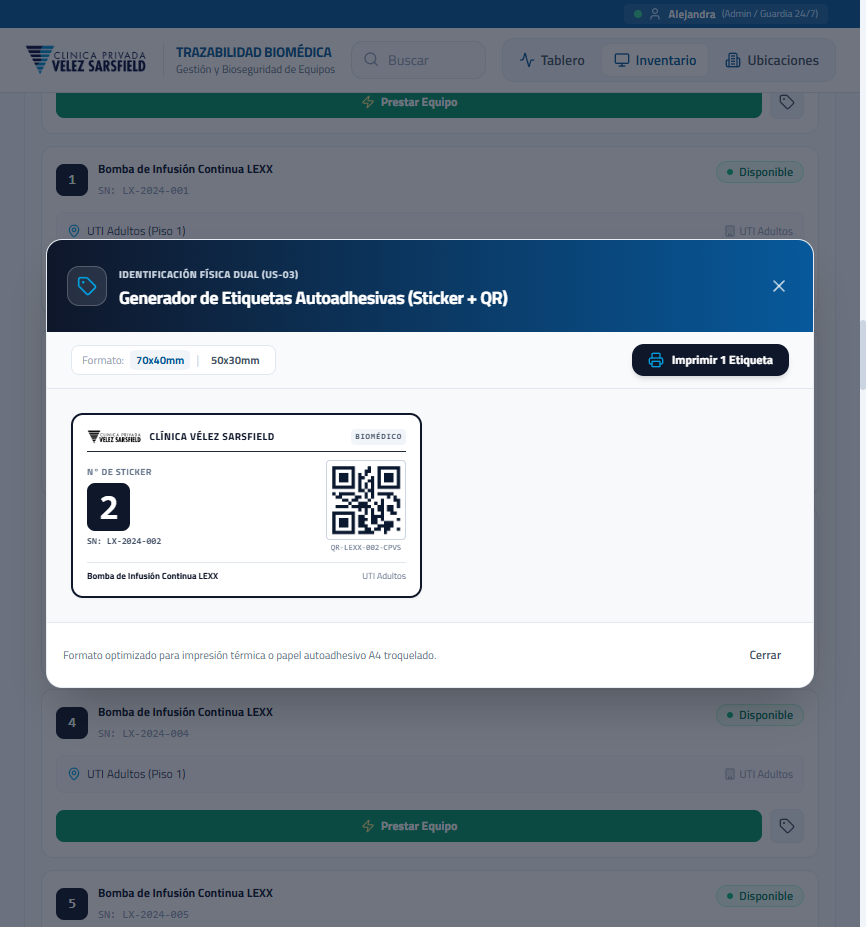 Alejandra (Admin / Guardia 24/7)
CLINICA PRIVADA
VELEZ SARSFIELD
TRAZABILIDAD BIOMÉDICA
Gestión y Bioseguridad de Equipos
Buscar
Tablero
Inventario
Ubicaciones
Prestar Equipo
1
Bomba de Infusión Continua LEXX
SN: LX-2024-001
Disponible
UTI Adultos (Piso 1)
UTI Adultos
IDENTIFICACIÓN FÍSICA DUAL (US-03)
Generador de Etiquetas Autoadhesivas (Sticker + QR)
Formato: 70x40mm | 50x30mm
Imprimir 1 Etiqueta
CLINICA PRIVADA
VELEZ SARSFIELD
CLÍNICA VÉLEZ SARSFIELD
BIOMÉDICO
N° DE STICKER
2
SN: LX-2024-002
QR-LEXX-002-CPVS
Bomba de Infusión Continua LEXX
UTI Adultos
Formato optimizado para impresión térmica o papel autoadhesivo A4 troquelado.
Cerrar
4
Bomba de Infusión Continua LEXX
SN: LX-2024-004
Disponible
UTI Adultos (Piso 1)
UTI Adultos
Prestar Equipo
5
Bomba de Infusión Continua LEXX
SN: LX-2024-005
Disponible